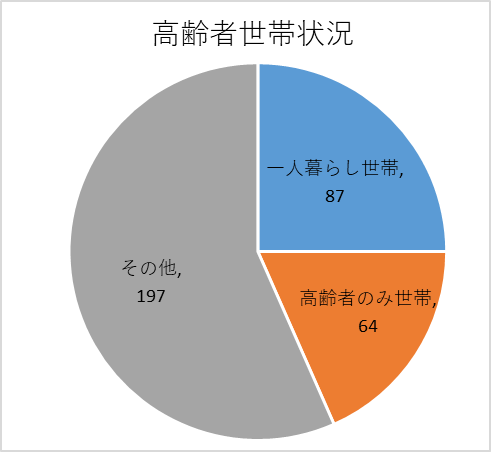 高齢者世帯状況
一人暮らし世帯,
87
高齢者のみ世帯,
64
その他,
197